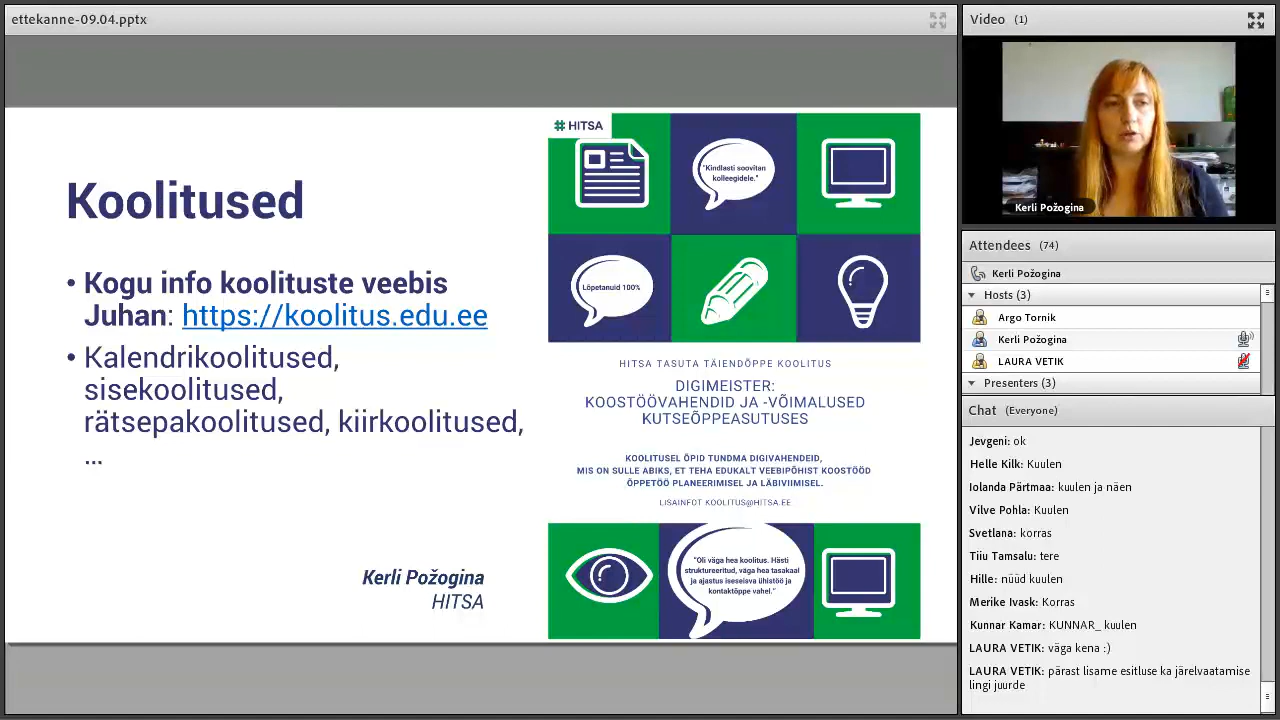 ettekanne-09.04.pptx
Koolitused
• Kogu info koolituste veebis
Juhan: https://koolitus.edu.ee
• Kalendrikoolitused,
sisekoolitused,
rätsepakoolitused, kiirkoolitused,
...
Kerli Požogina
HITSA
# HITSA
"Kindlasti soovitan
kolleegidele."
Lõpetanuid 100%
HITSA TASUTA TÄIENDÕPPE KOOLITUS
DIGIMEISTER:
KOOSTÖÖVAHENDID JA -VÕIMALUSED
KUTSEÕPPEASUTUSES
KOOLITUSEL ÕPID TUNDMA DIGIVAHENDEID,
MIS ON SULLE ABIKS, ET TEHA EDUKALT VEEBIPÕHIST KOOSTÖÖD
ÕPPETÖÖ PLANEERIMISEL JA LÄBIVIIMISEL.
LISAINFOT KOOLITUS@HITSA.EE
"Oli väga hea koolitus. Hästi
struktureeritud, väga hea tasakaal
ja ajastus iseseisva ühistöö ja
kontaktõppe vahel."
Video (1)
Kerli Požogina
Attendees (74)
Kerli Požogina
Hosts (3)
Argo Tornik
Kerli Požogina
LAURA VETIK
Presenters (3)
Chat (Everyone)
Jevgeni: ok
Helle Kilk: Kuulen
Iolanda Pärtmaa: kuulen ja näen
Vilve Pohla: Kuulen
Svetlana: korras
Tiiu Tamsalu: tere
Hille: nüüd kuulen
Merike Ivask: Korras
Kunnar Kamar: KUNNAR_ kuulen
LAURA VETIK: väga kena :)
LAURA VETIK: pärast lisame esitluse ka järelvaatamise
lingi juurde